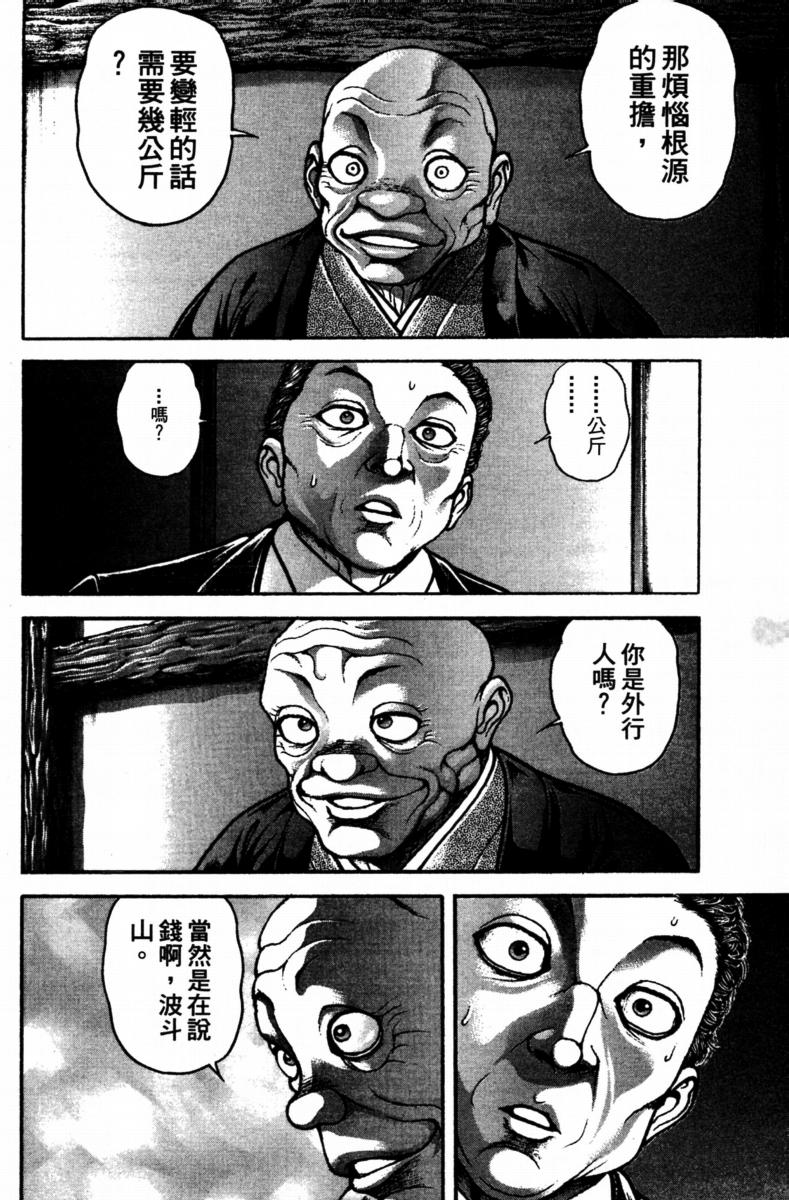 那煩惱根源
的重擔，
要變輕的話
需要幾公斤
？
……公斤
……
…嗎？
你是外行
人嗎？
當然是在說
錢啊，波斗
山。